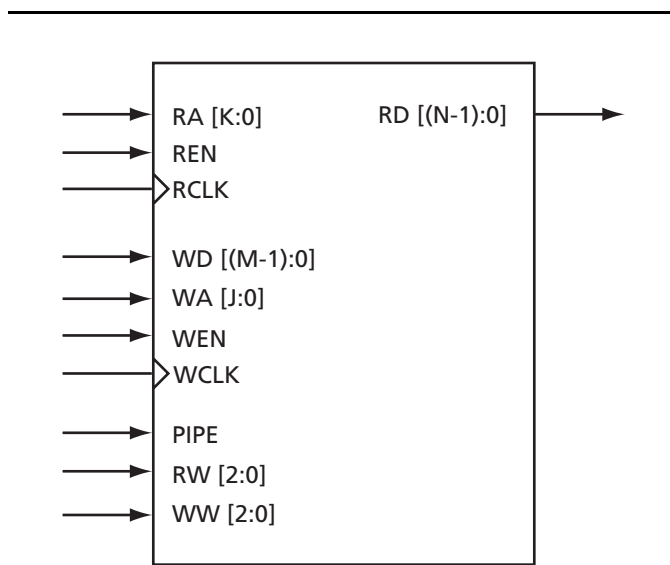 RA [K:0] RD [(N-1):0]
REN
RCLK
WD [(M-1):0]
WA [J:0]
WEN
WCLK
PIPE
RW [2:0]
WW [2:0]